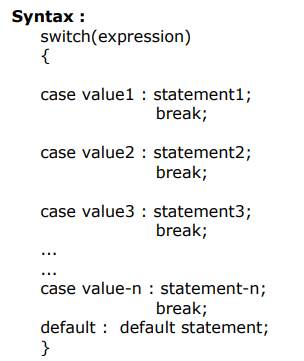 Syntax :
switch(expression)
{
case value1 : statement1;
break;
case value2 : statement2;
break;
case value3 : statement3;
break;
...
...
case value-n : statement-n;
break;
default :  default statement;
}